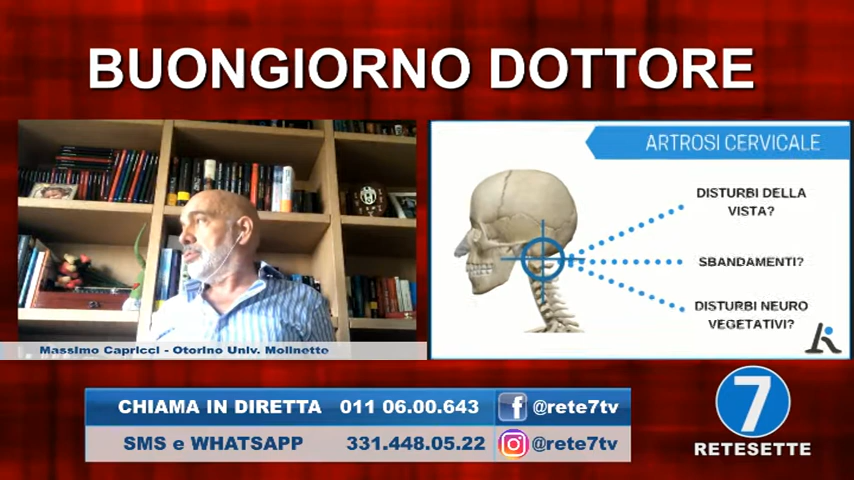 BUONGIORNO DOTTORE
ARTROSI CERVICALE
DISTURBI DELLA
VISTA?
SBANDAMENTI?
DISTURBI NEURO
VEGETATIVI?
Massimo Capricci - Otorino Univ. Molinette
CHIAMA IN DIRETTA 011 06.00.643 @rete7tv
SMS e WHATSAPP 331.448.05.22 @rete7tv
7
RETESETTE